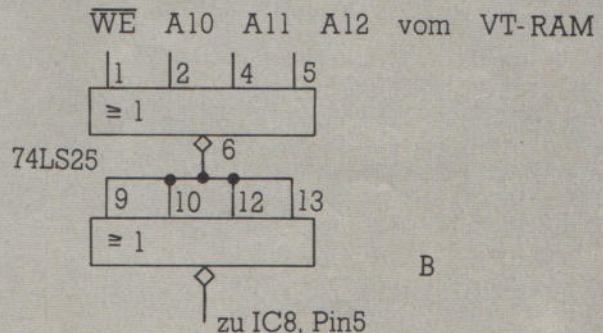 W̅E̅ A10 A11 A12 vom VT-RAM
1 2 4 5
≥ 1
6
74LS25
9 10 12 13
≥ 1
B
zu IC8, Pin5